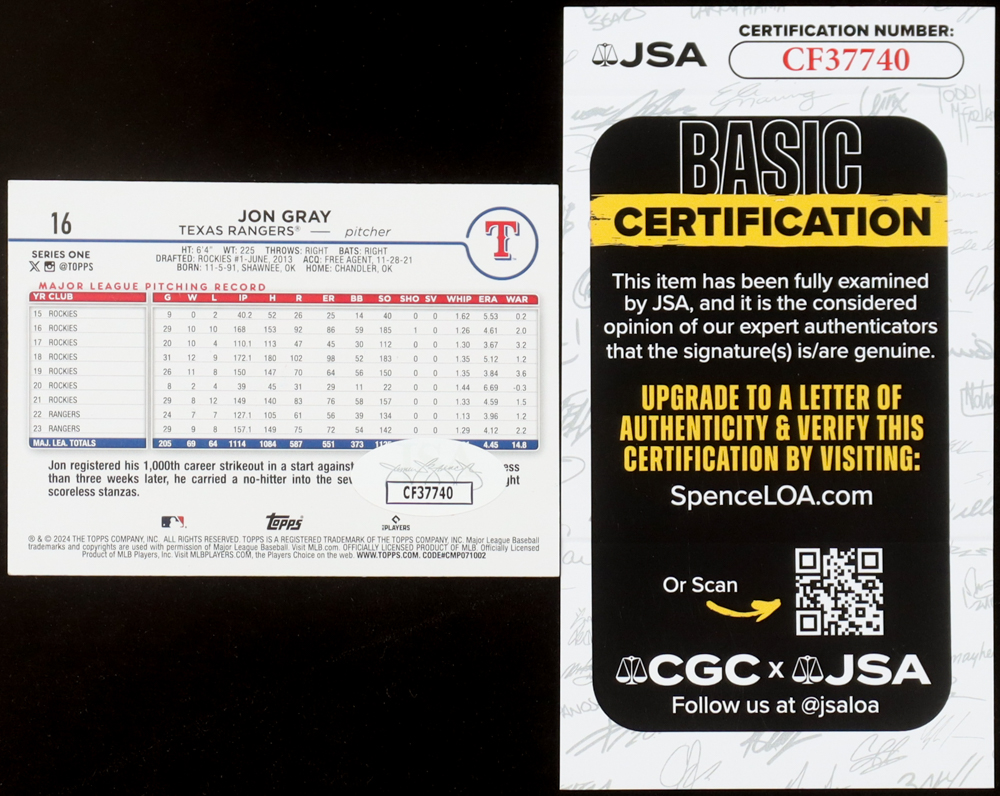 16
JON GRAY
TEXAS RANGERS® — pitcher
T
SERIES ONE
X @TOPPS
HT: 6'4" WT: 225 THROWS: RIGHT BATS: RIGHT
DRAFTED: ROCKIES #1-JUNE, 2013 ACQ: FREE AGENT, 11-28-21
BORN: 11-5-91, SHAWNEE, OK HOME: CHANDLER, OK
MAJOR LEAGUE PITCHING RECORD
YR CLUB G W L IP H R ER BB SO SHO SV WHIP ERA WAR
15 ROCKIES 9 0 2 40.2 52 26 25 14 40 0 0 1.62 5.53 0.2
16 ROCKIES 29 10 10 168 153 92 86 59 185 1 0 1.26 4.61 2.0
17 ROCKIES 20 10 4 110.1 113 47 45 30 112 0 0 1.30 3.67 3.2
18 ROCKIES 31 12 9 172.1 180 102 98 52 183 0 0 1.35 5.12 1.2
19 ROCKIES 26 11 8 150 147 70 64 56 150 0 0 1.35 3.84 3.6
20 ROCKIES 8 2 4 39 45 31 29 11 22 0 0 1.44 6.69 -0.3
21 ROCKIES 29 8 12 149 140 83 76 58 157 0 0 1.33 4.59 1.5
22 RANGERS 24 7 7 127.1 105 61 56 39 134 0 0 1.13 3.96 1.2
23 RANGERS 29 9 8 157.1 149 75 72 54 142 0 0 1.29 4.12 2.2
MAJ. LEA. TOTALS 205 69 64 1114 1084 587 551 373 4.45 14.8
Jon registered his 1,000th career strikeout in a start against
than three weeks later, he carried a no-hitter into the
scoreless stanzas.
CF37740
Topps
PLAYERS
® & © 2024 THE TOPPS COMPANY, INC. ALL RIGHTS RESERVED. TOPPS IS A REGISTERED TRADEMARK OF THE TOPPS COMPANY, INC. Major League Baseball
trademarks and copyrights are used with permission of Major League Baseball. Visit MLB.com. OFFICIALLY LICENSED PRODUCT OF MLB. Officially Licensed
Product of MLB Players, Inc. Visit MLBPLAYERS.COM, the Players Choice on the web. WWW.TOPPS.COM. CODE#CMP071002
JSA
CERTIFICATION NUMBER:
CF37740
BASIC
CERTIFICATION
This item has been fully examined
by JSA, and it is the considered
opinion of our expert authenticators
that the signature(s) is/are genuine.
UPGRADE TO A LETTER OF
AUTHENTICITY & VERIFY THIS
CERTIFICATION BY VISITING:
SpenceLOA.com
Or Scan
CGC x JSA
Follow us at @jsaloa